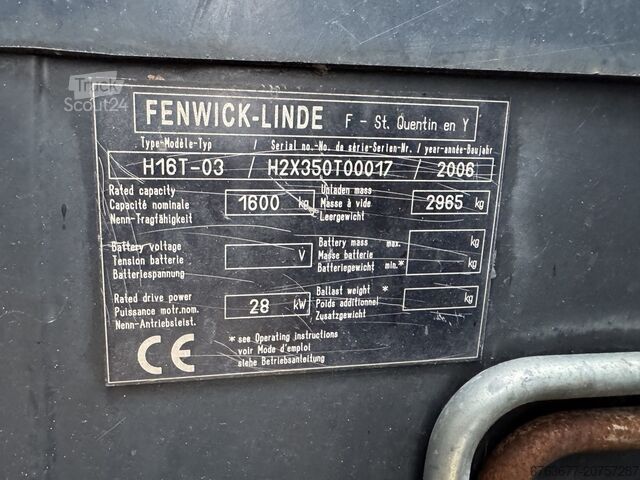 Truck
Scout24
FENWICK-LINDE F - St. Quentin en Y
Type-Modèle-Typ / Serial no.-No. de série-Serien-Nr. / year-année-Baujahr
H16T-03 / H2X350T00017 / 2006
Rated capacity
Capacité nominale
Nenn-Tragfähigkeit
1600 kg
Unladen mass
Masse à vide
Leergewicht
2965 kg
Battery voltage
Tension batterie
Batteriespannung
V
Battery mass max.
Masse batterie
Batteriegewicht min.*
kg
kg
Rated drive power
Puissance motr.nom.
Nenn-Antriebsleist.
28 kW
Ballast weight *
Poids additionnel
Zusatzgewicht
kg
* see Operating instructions
voir Mode d'emploi
siehe Betriebsanleitung
CE